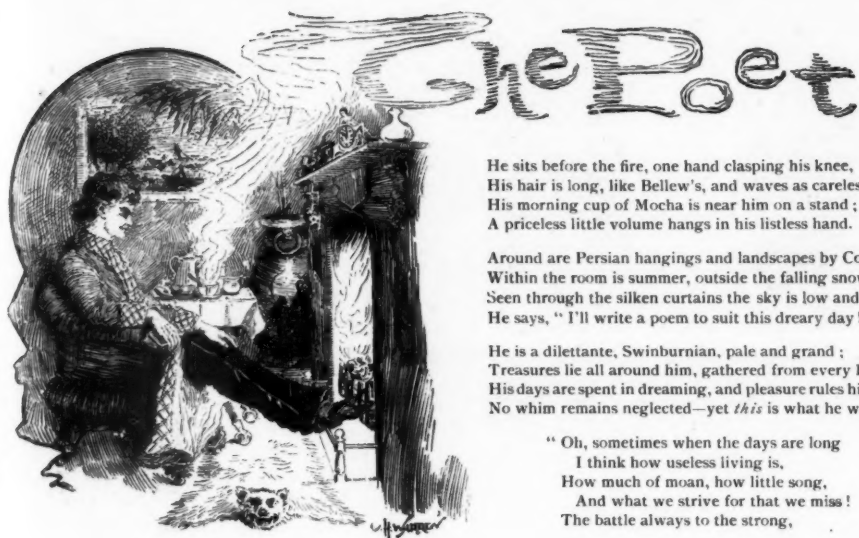 The Poet
He sits before the fire, one hand clasping his knee,
His hair is long, like Bellew's, and waves as
His morning cup of Mocha is near him on a stand ;
A priceless little volume hangs in his listless hand.
Around are Persian hangings and landscapes by
Within the room is summer, outside the falling
Seen through the silken curtains the sky is low and
He says, “ I'll write a poem to suit this dreary day
He is a dilettante, Swinburnian, pale and grand ;
Treasures lie all around him, gathered from every
His days are spent in dreaming, and pleasure rules
No whim remains neglected—yet this is what he
“ Oh, sometimes when the days are long
I think how useless living is,
How much of moan, how little song,
And what we strive for that we miss !
The battle always to the strong,